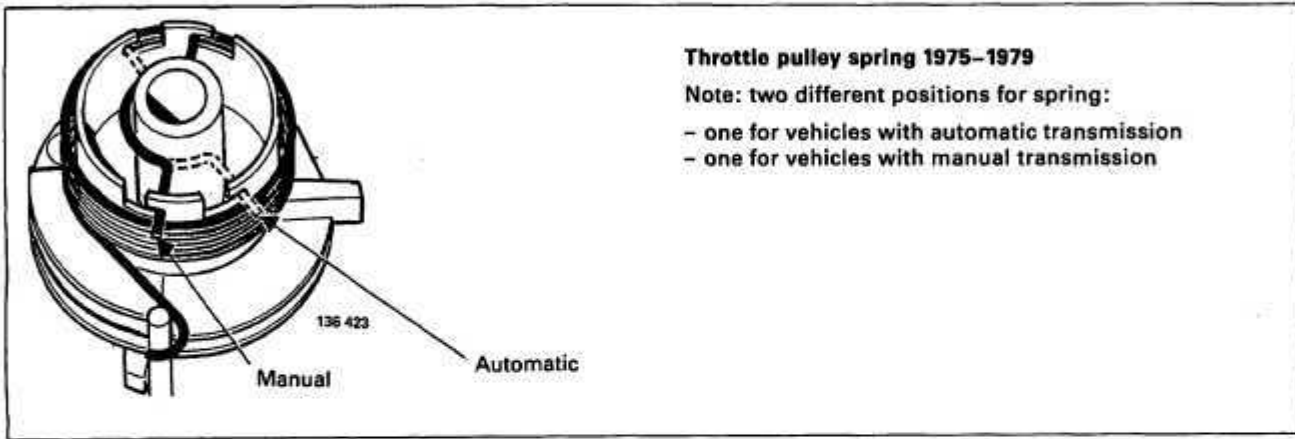 Throttle pulley spring 1975–1979
Note: two different positions for spring:
– one for vehicles with automatic transmission
– one for vehicles with manual transmission
136 423
Automatic
Manual